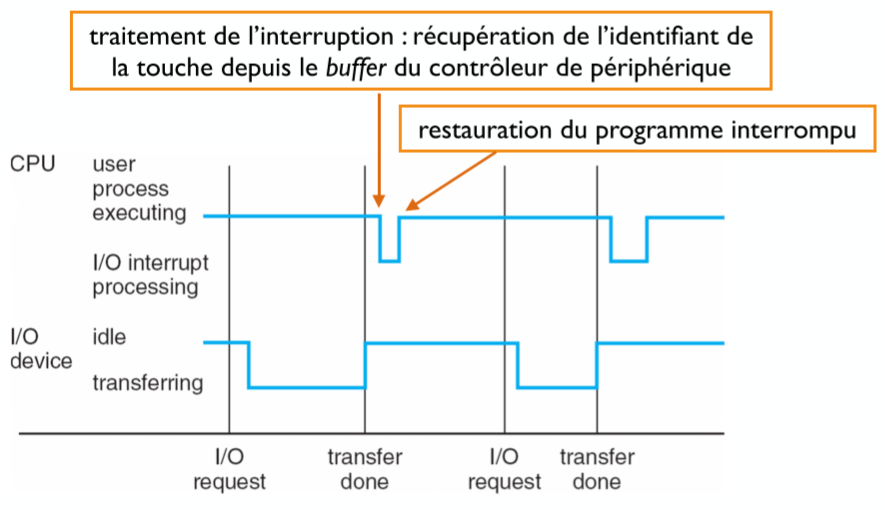 traitement de l’interruption : récupération de l’identifiant de
la touche depuis le buffer du contrôleur de périphérique
restauration du programme interrompu
CPU user
process
executing
I/O interrupt
processing
I/O idle
device
transferring
I/O transfer I/O transfer
request done request done